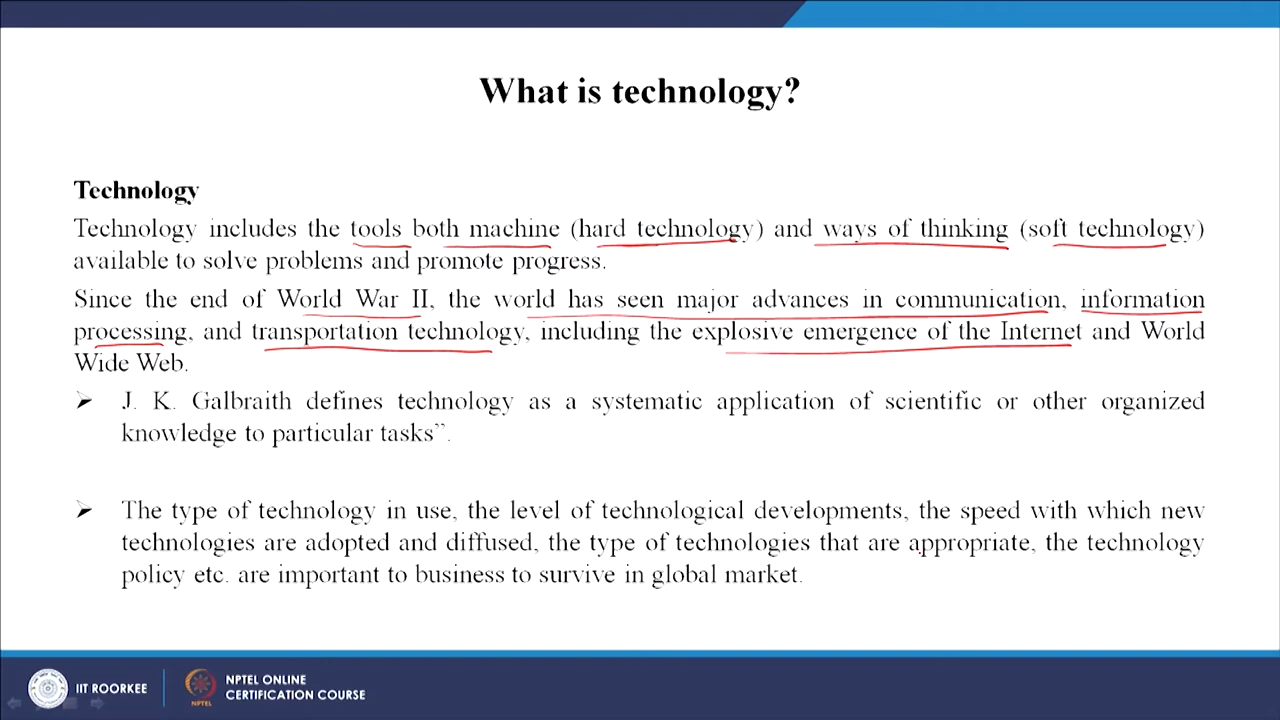 What is technology?
Technology
Technology includes the tools both machine (hard technology) and ways of thinking (soft technology)
available to solve problems and promote progress.
Since the end of World War II, the world has seen major advances in communication, information
processing, and transportation technology, including the explosive emergence of the Internet and World
Wide Web.
J. K. Galbraith defines technology as a systematic application of scientific or other organized
knowledge to particular tasks”.
The type of technology in use, the level of technological developments, the speed with which new
technologies are adopted and diffused, the type of technologies that are appropriate, the technology
policy etc. are important to business to survive in global market.
IIT ROORKEE
NPTEL ONLINE
CERTIFICATION COURSE
NPTEL